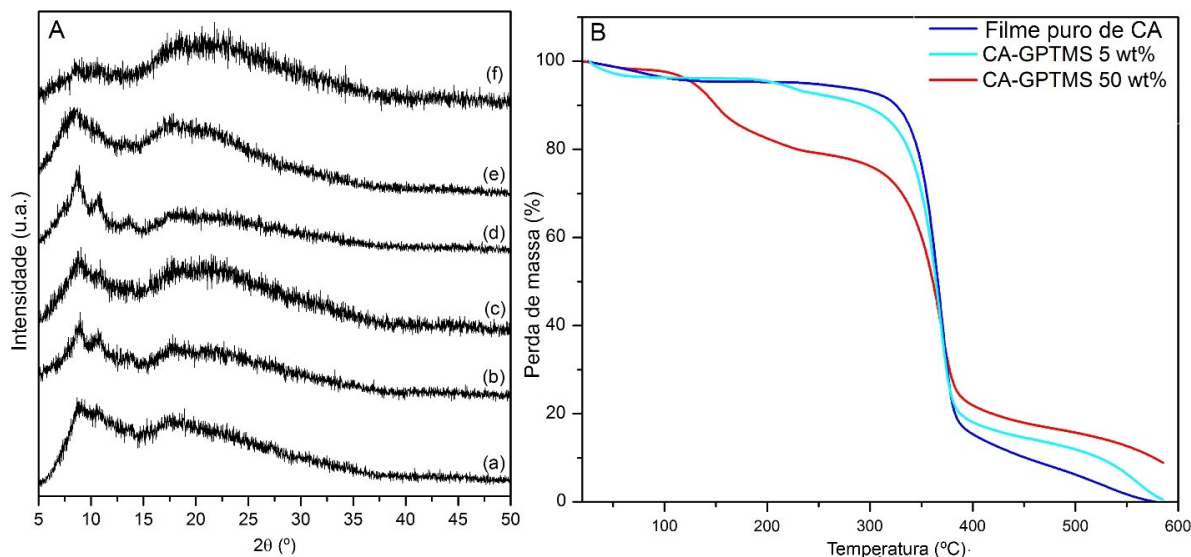 A
(f)
(e)
(d)
(c)
(b)
(a)
Intensidade (u.a.)
5 10 15 20 25 30 35 40 45 50
2θ (º)
B
Filme puro de CA
CA-GPTMS 5 wt%
CA-GPTMS 50 wt%
100
80
60
40
20
0
Perda de massa (%)
100 200 300 400 500 600
Temperatura (ºC).